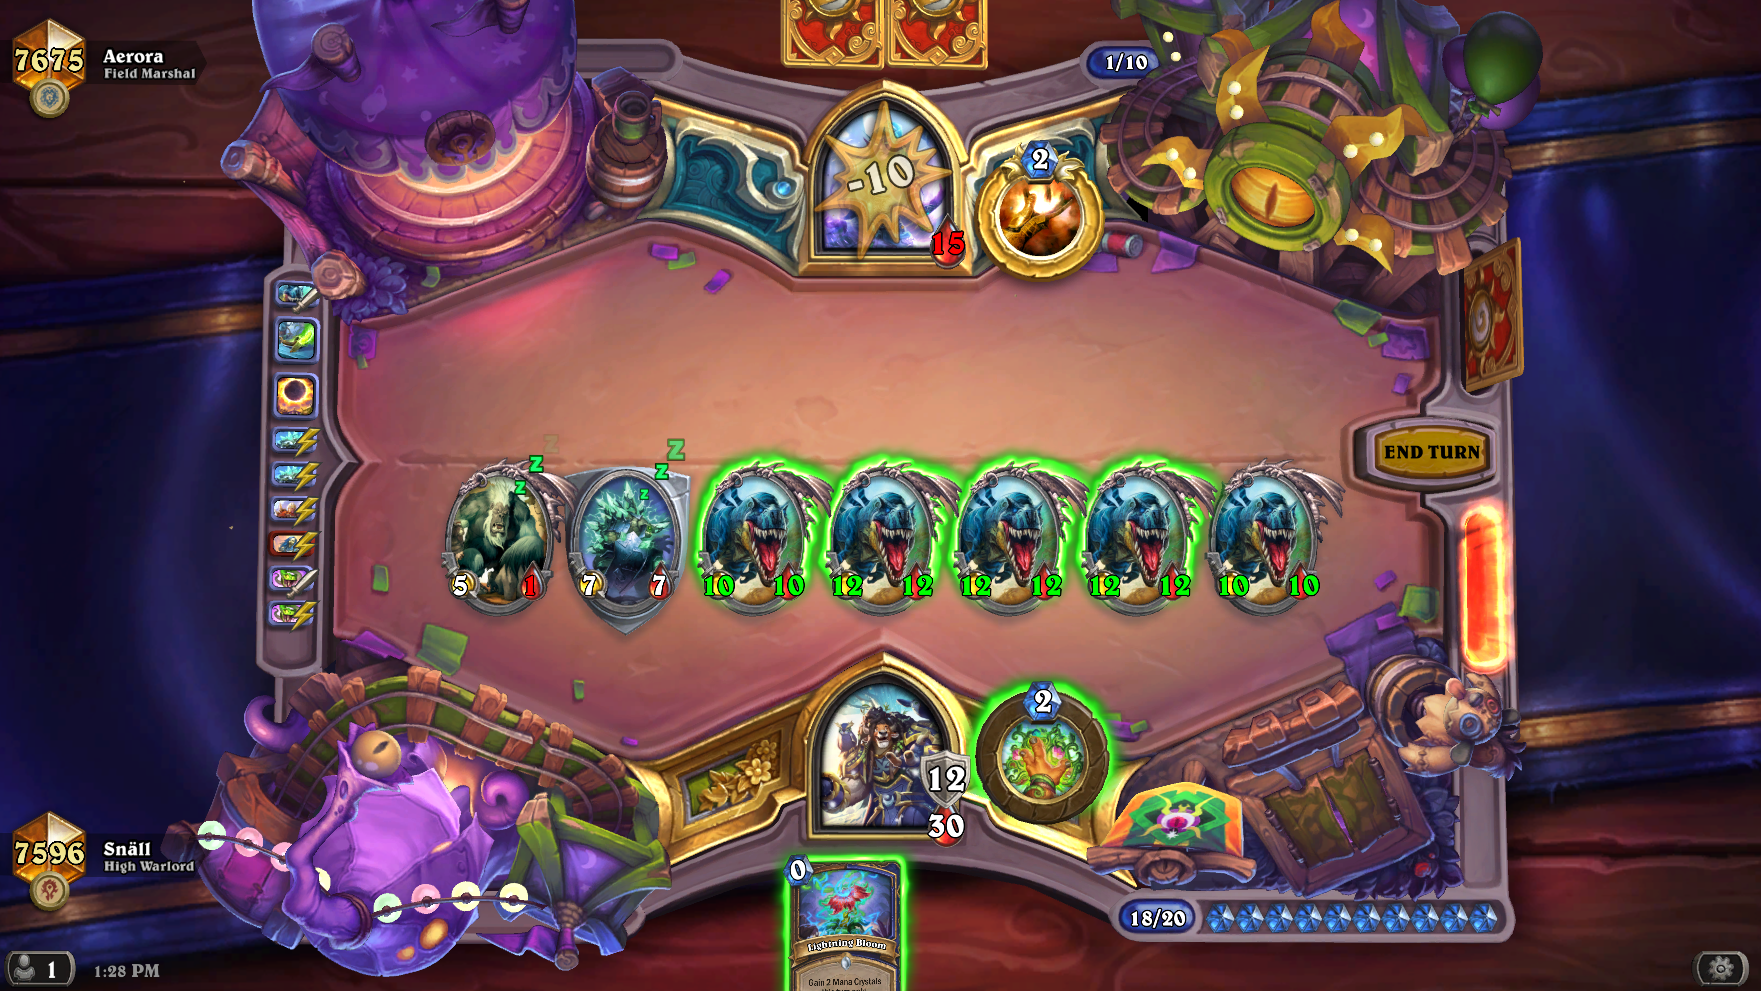 7675
Aerora
Field Marshal
1/10
-10
15
2
END TURN
z
z
z
z
z
z
5
1
7
7
10
10
12
12
12
12
12
12
10
10
2
12
30
7596
Snäll
High Warlord
0
Lightning Bloom
Gain 2 Mana Crystals
18/20
1
1:28 PM